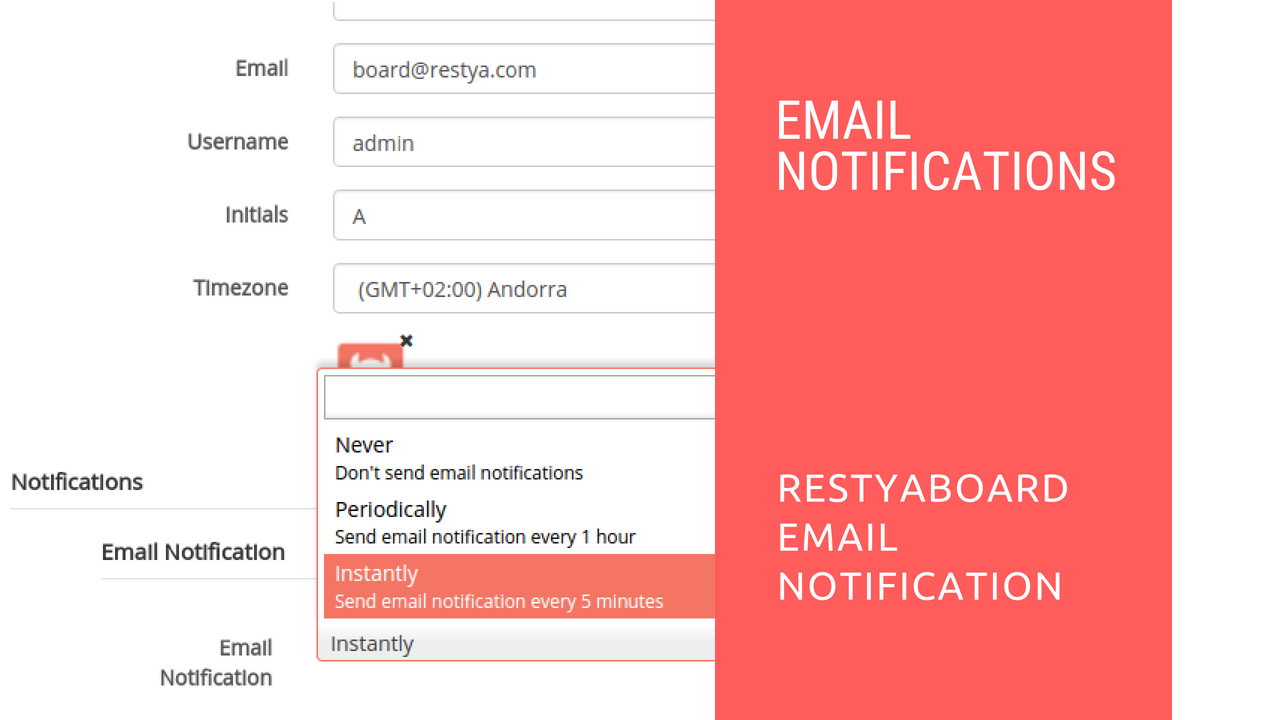 Email
board@restya.com
Username
admin
Initials
A
Timezone
(GMT+02:00) Andorra
Never
Don't send email notifications
Notifications
Periodically
Send email notification every 1 hour
Email Notification
Instantly
Send email notification every 5 minutes
Instantly
Email
Notification
EMAIL
NOTIFICATIONS
RESTYABOARD
EMAIL
NOTIFICATION